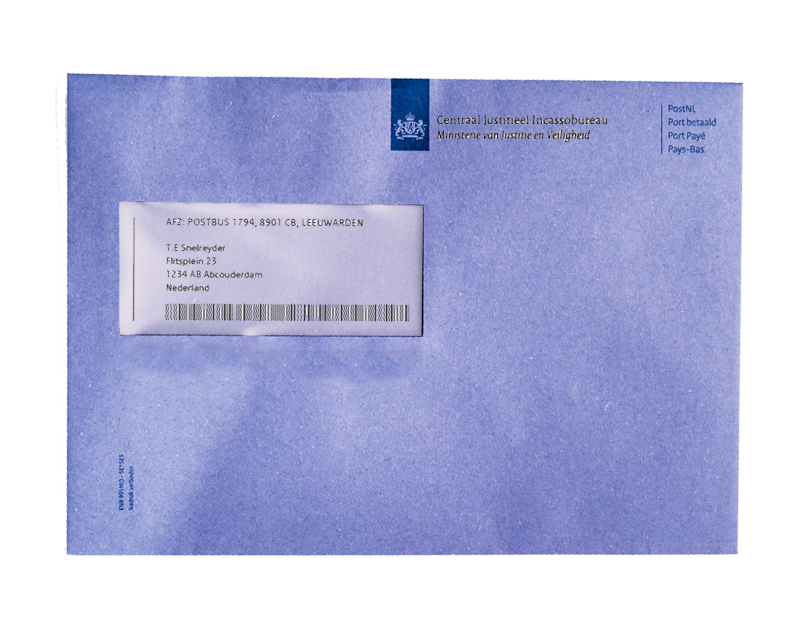 Centraal Justitieel Incassobureau
Ministerie van Justitie en Veiligheid
PostNL
Port betaald
Port Payé
Pays-Bas
AFZ: POSTBUS 1794, 8901 CB, LEEUWARDEN
T.E Snelreyder
Flitsplein 23
1234 AB Abcouderdam
Nederland
Nadruk verboden